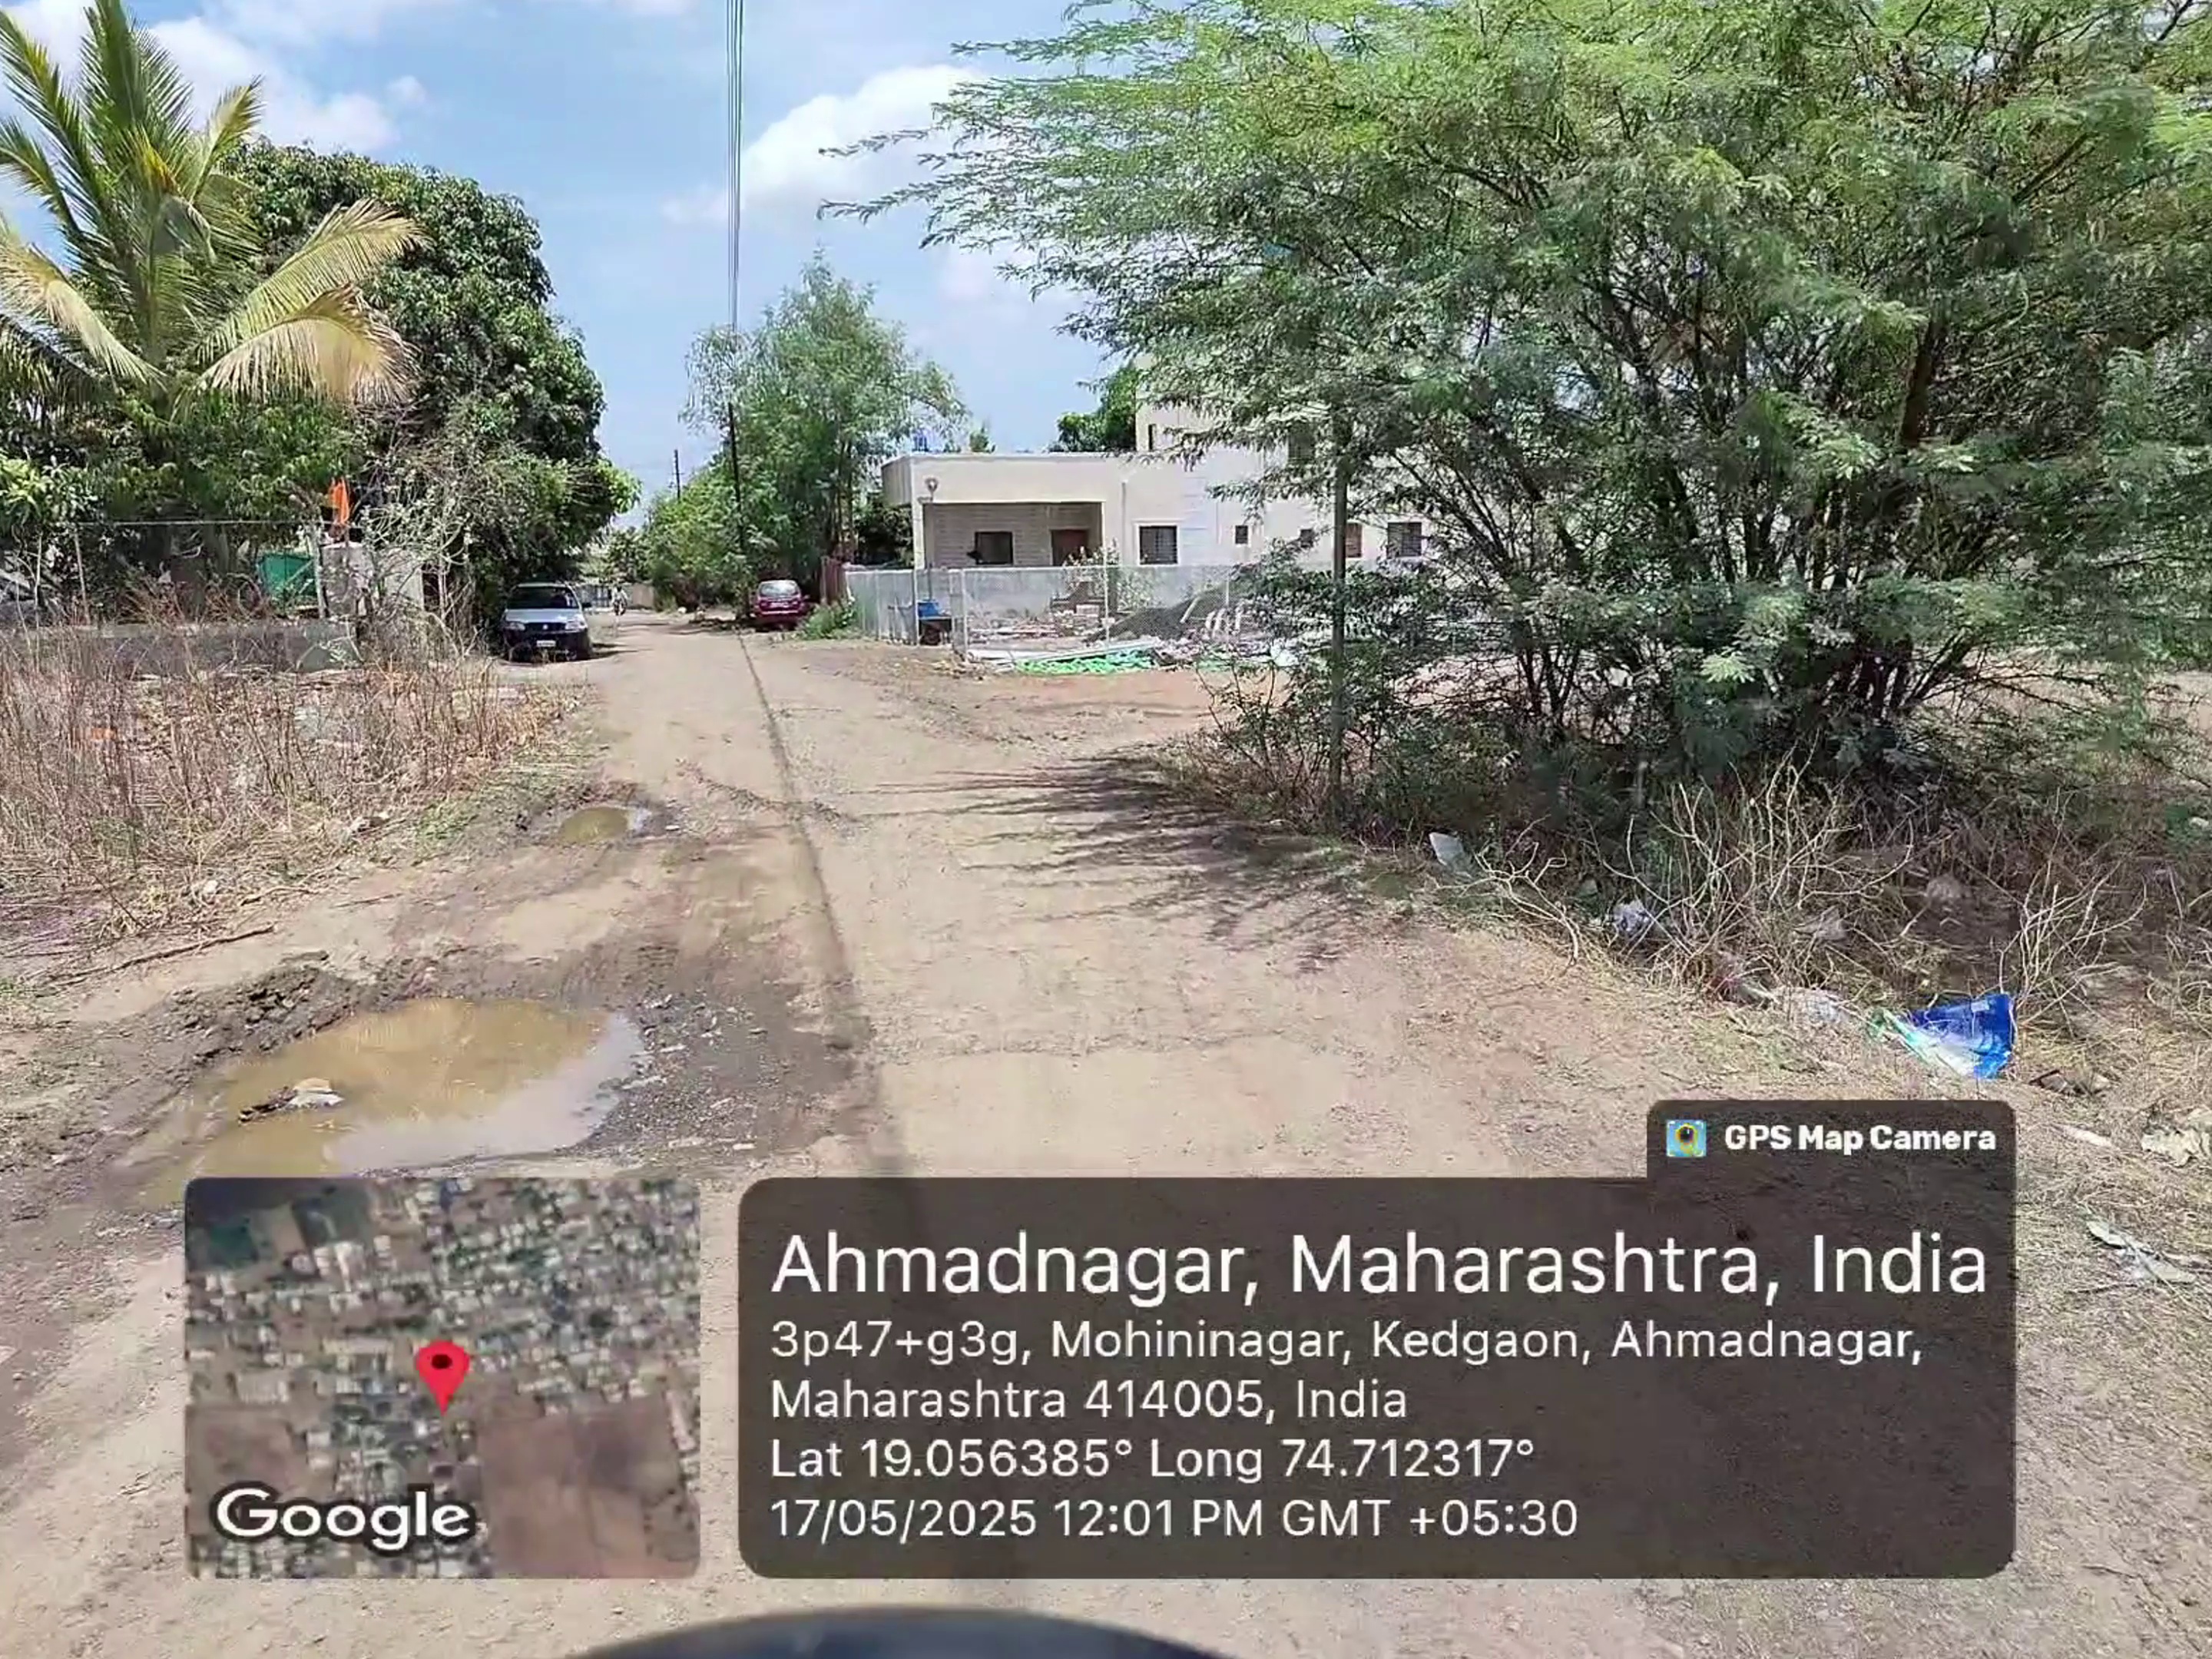 GPS Map Camera
Ahmadnagar, Maharashtra, India
3p47+g3g, Mohininagar, Kedgaon, Ahmadnagar,
Maharashtra 414005, India
Lat 19.056385° Long 74.712317°
17/05/2025 12:01 PM GMT +05:30
Google